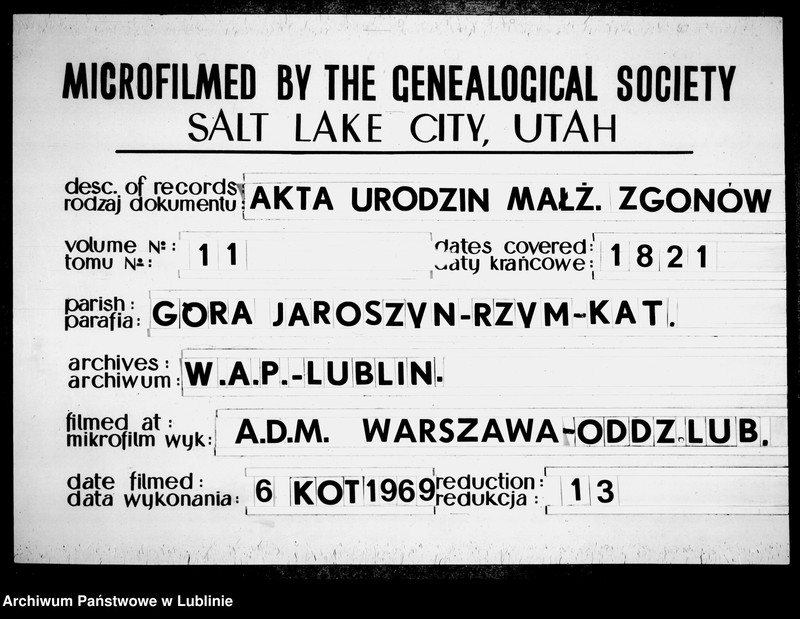 MICROFILMED BY THE GENEALOGICAL SOCIETY
SALT LAKE CITY, UTAH
desc. of records
rodzaj dokumentu: AKTA URODZIN MAŁŻ. ZGONÓW
volume №: dates covered:
tomu №: 11 daty krańcowe: 1821
parish:
parafia: GÓRA JAROSZYN-RZYM-KAT.
archives:
archiwum: W.A.P.-LUBLIN.
filmed at:
mikrofilm wyk: A.D.M. WARSZAWA-ODDZ.LUB.
date filmed: reduction:
data wykonania: 6 KOT 1969 redukcja: 13
Archiwum Państwowe w Lublinie